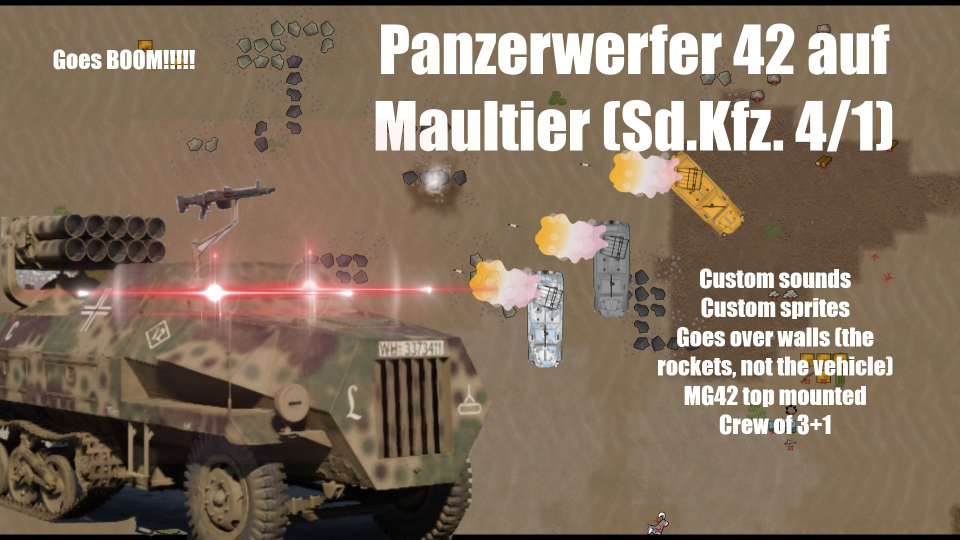 Goes BOOM!!!!!
Panzerwerfer 42 auf
Maultier (Sd.Kfz. 4/1)
Custom sounds
Custom sprites
Goes over walls (the
rockets, not the vehicle)
MG42 top mounted
Crew of 3+1
WH-3373411